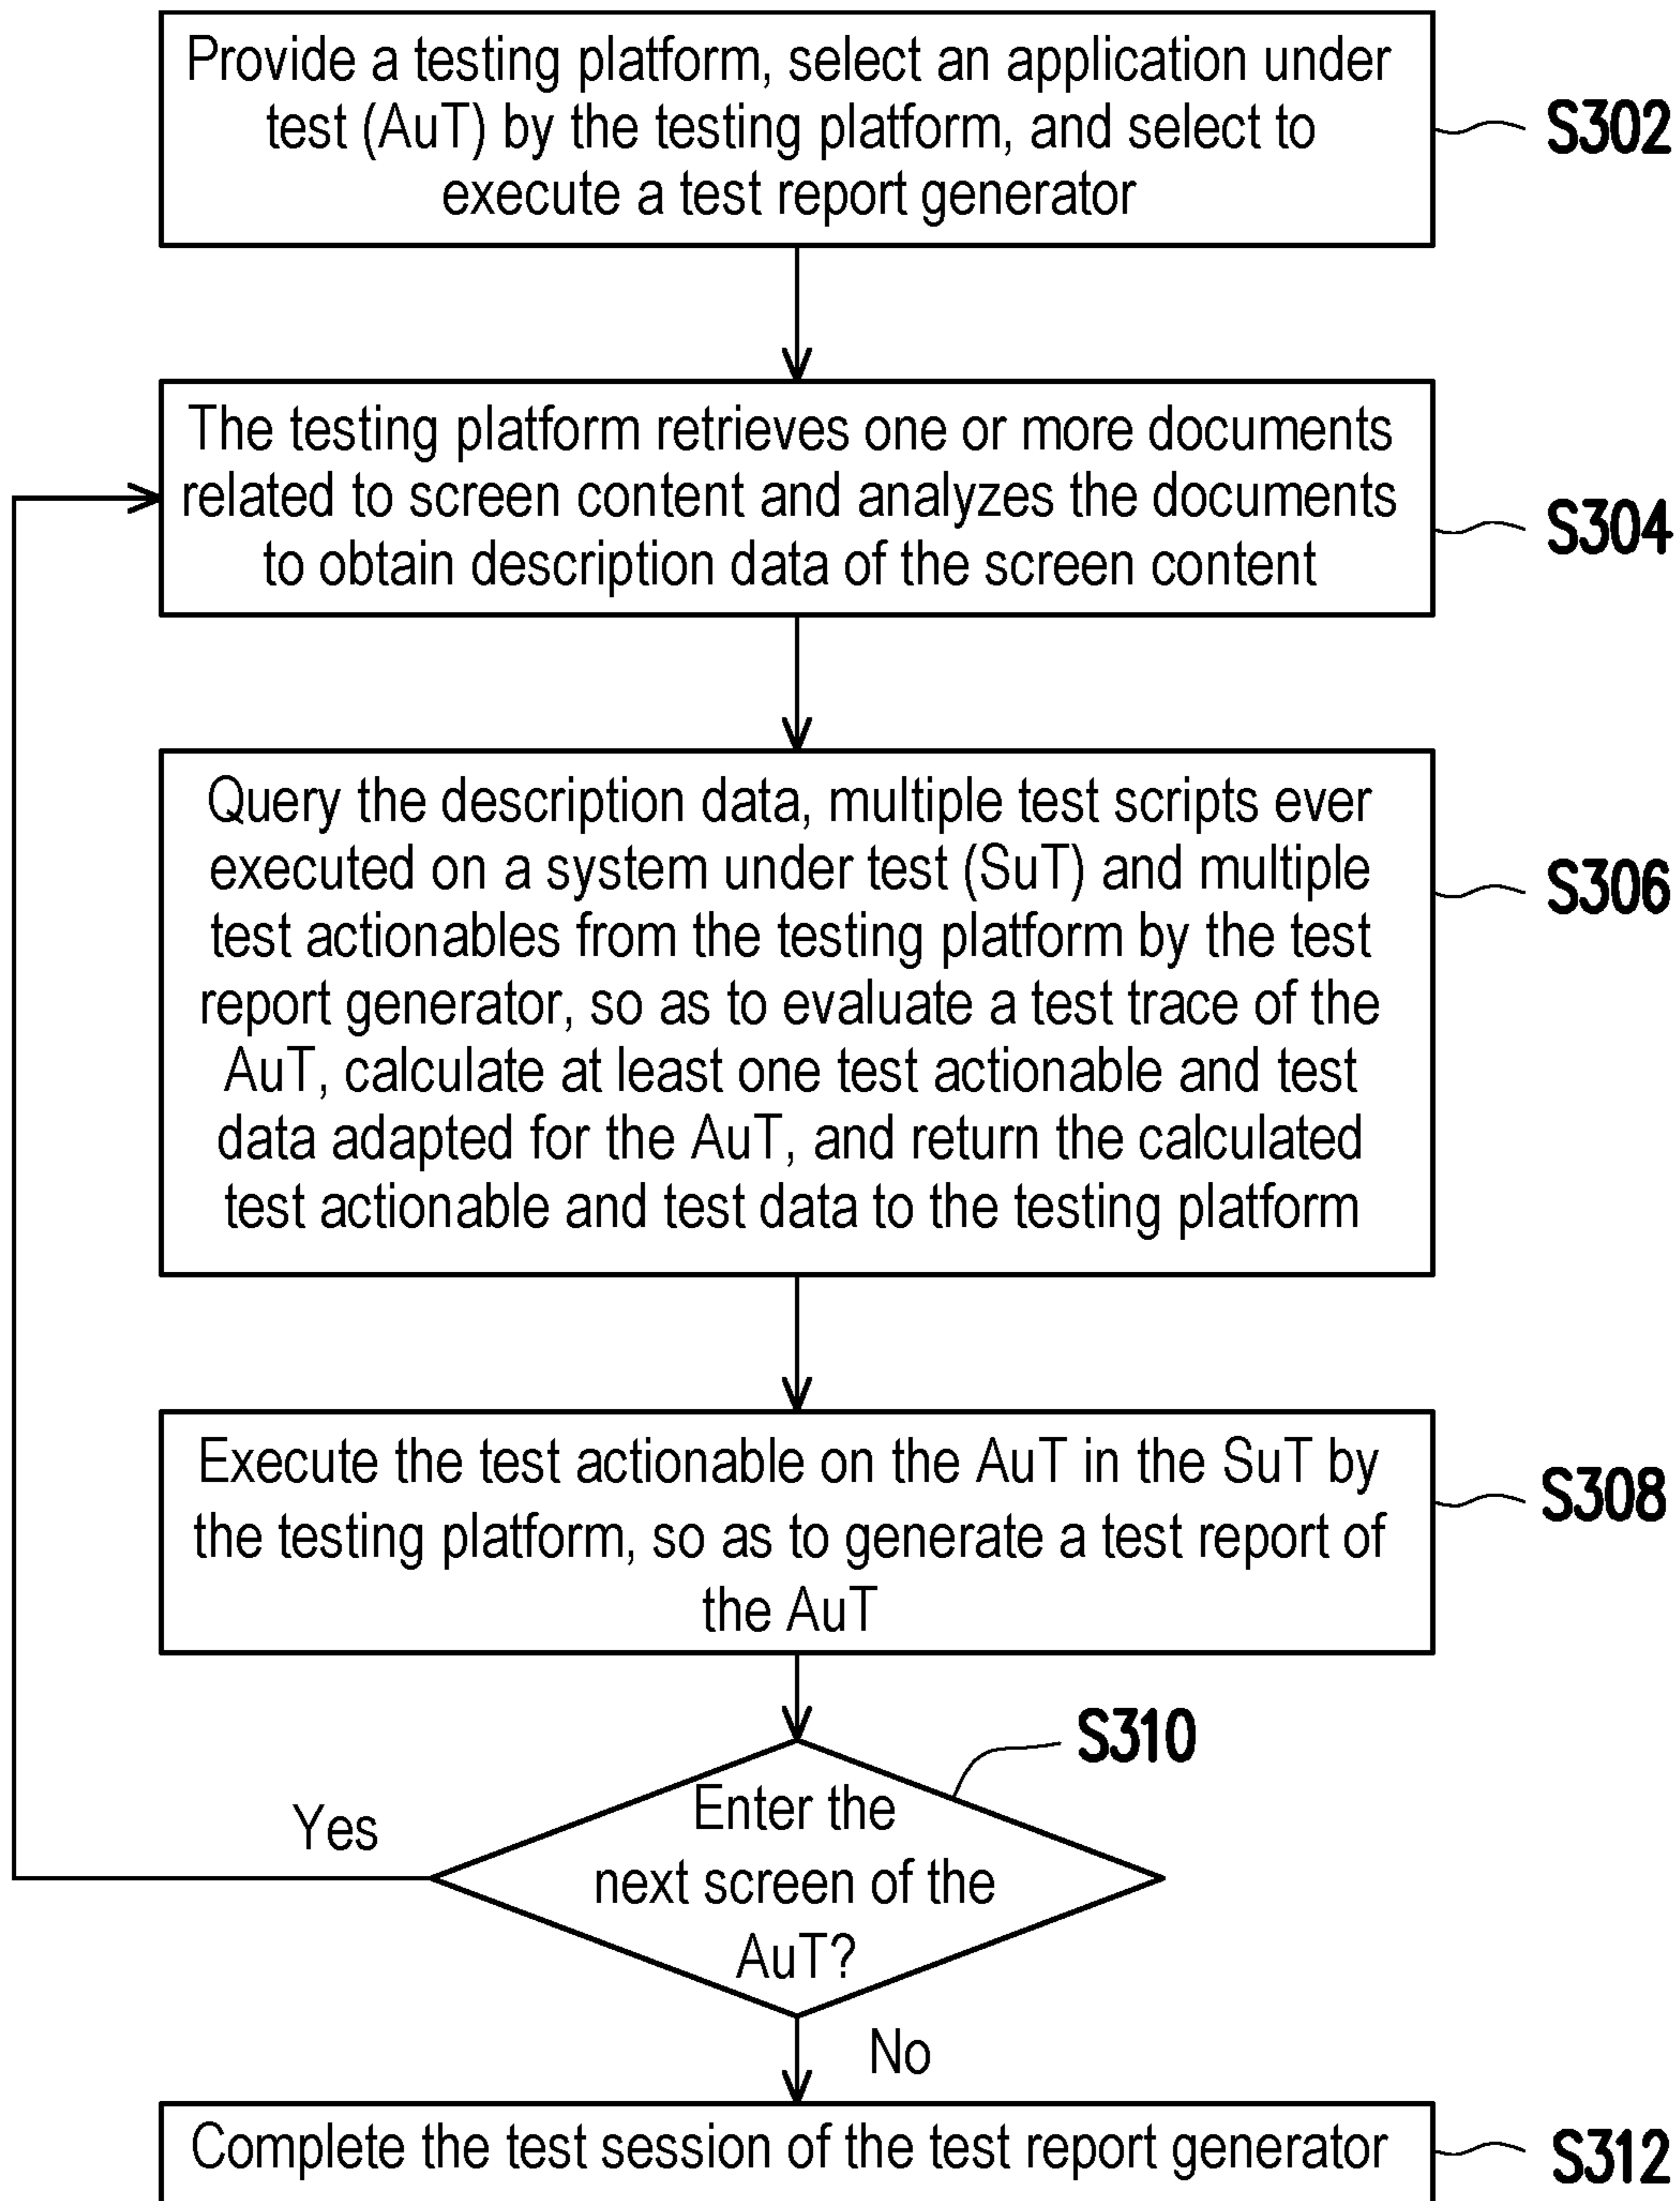 Provide a testing platform, select an application under
test (AuT) by the testing platform, and select to
execute a test report generator
S302
The testing platform retrieves one or more documents
related to screen content and analyzes the documents
to obtain description data of the screen content
S304
Query the description data, multiple test scripts ever
executed on a system under test (SuT) and multiple
test actionables from the testing platform by the test
report generator, so as to evaluate a test trace of the
AuT, calculate at least one test actionable and test
data adapted for the AuT, and return the calculated
test actionable and test data to the testing platform
S306
Execute the test actionable on the AuT in the SuT by
the testing platform, so as to generate a test report of
the AuT
S308
S310
Enter the
next screen of the
AuT?
Yes
No
Complete the test session of the test report generator
S312